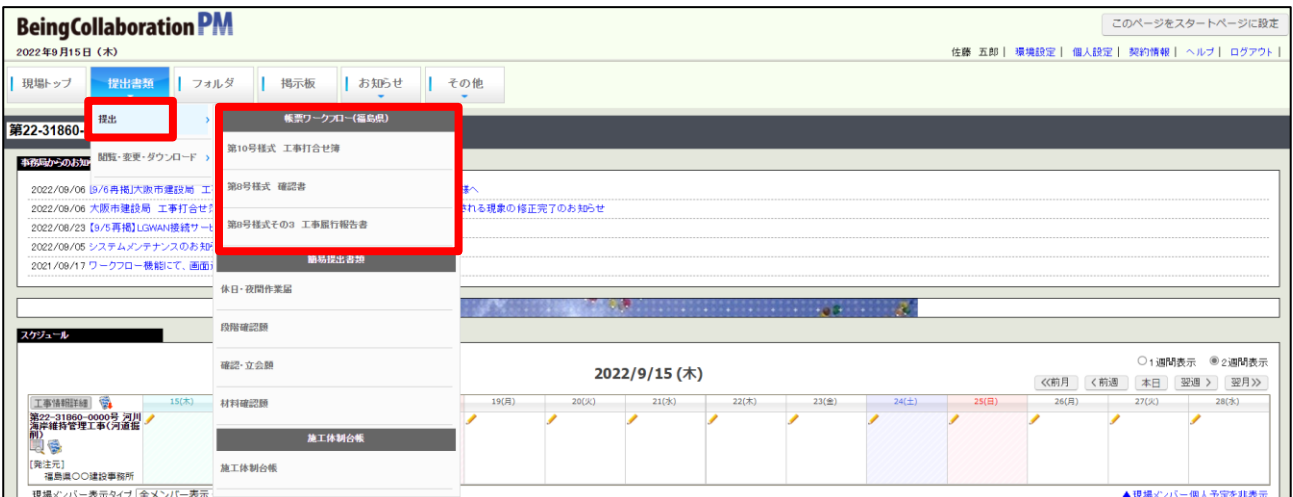 BeingCollaboration PM
このページをスタートページに設定
2022年9月15日（木）
佐藤 五郎| 環境設定| 個人設定| 契約情報| ヘルプ| ログアウト|
現場トップ
提出書類
フォルダ
掲示板
お知らせ
その他
提出
閲覧・変更・ダウンロード
帳票ワークフロー(福島県)
第10号様式 工事打合せ簿
第8号様式 確認書
第9号様式その3 工事履行報告書
簡易提出書類
休日・夜間作業届
段階確認願
確認・立会願
材料確認願
施工体制台帳
施工体制台帳
第22-31860-
事務局からのお知
2022/09/06 [9/6再掲]大阪市建設局 工
様へ
2022/09/06 大阪市建設局 工事打合せ
される現象の修正完了のお知らせ
2022/08/23 【9/5再掲】LGWAN接続サー
2022/09/05 システムメンテナンスのお知
2021/09/17 ワークフロー機能にて、画面
スケジュール
2022/9/15 (木)
1週間表示 2週間表示
≪前月 <前週 本日 翌週 > 翌月≫
工事情報詳細
15(木) 19(月) 20(火) 21(水) 22(木) 23(金) 24(土) 25(日) 26(月) 27(火) 28(水)
第22-31860-0000号 河川
海岸維持管理工事(河道掘
削)
[発注元]
福島県○○建設事務所
現場メンバー表示タイプ 全メンバー表示
▲現場メンバー個人予定を非表示